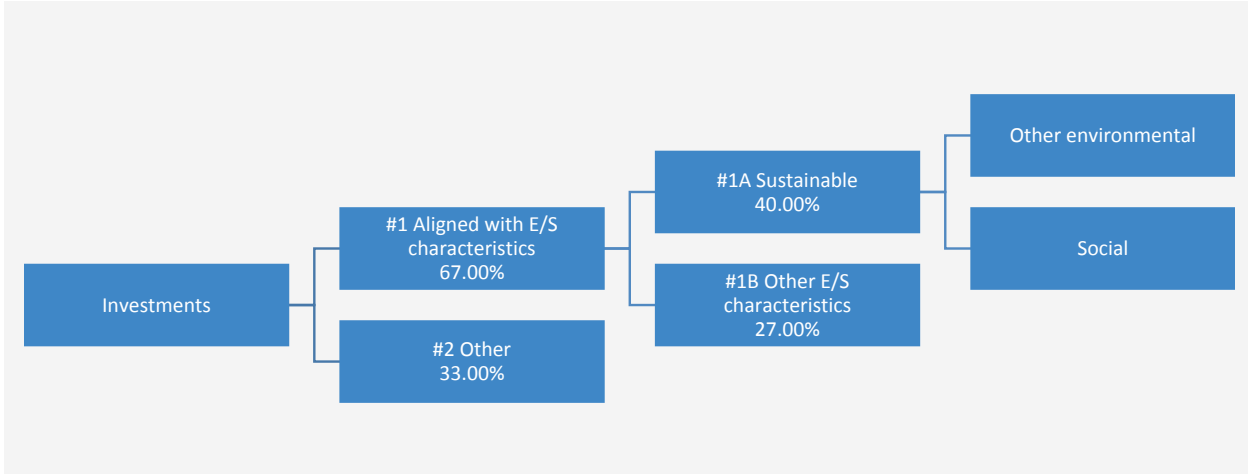 Investments
#1 Aligned with E/S
characteristics
67.00%
#2 Other
33.00%
#1A Sustainable
40.00%
#1B Other E/S
characteristics
27.00%
Other environmental
Social